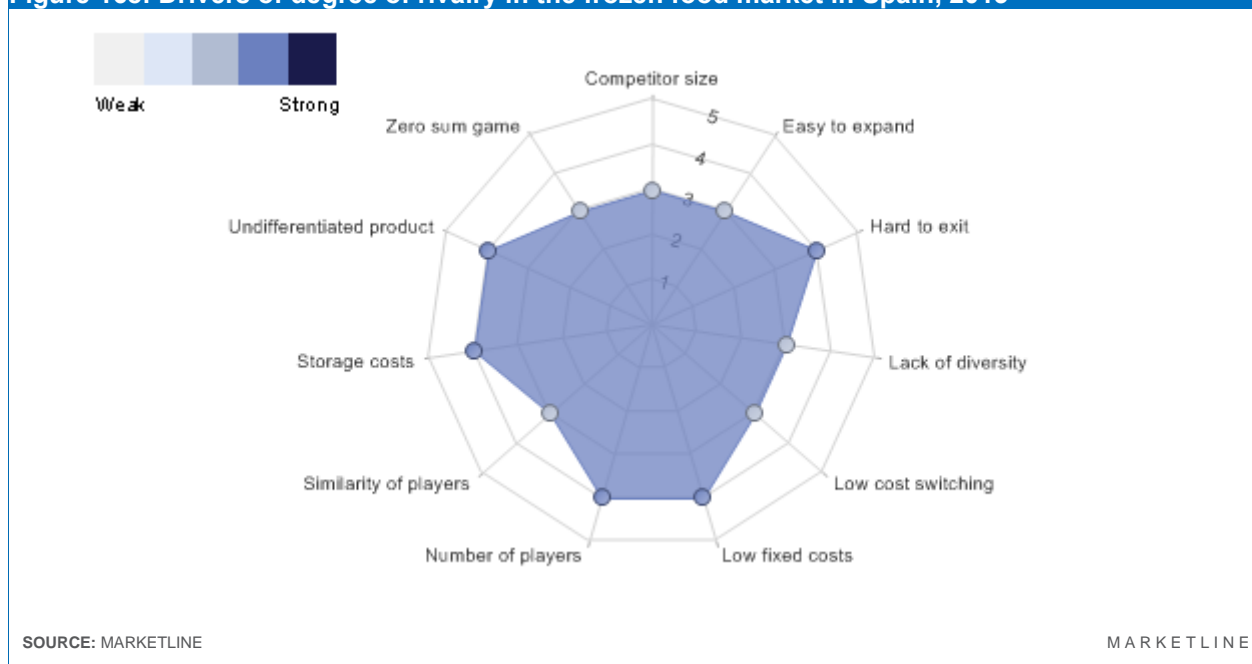 Weak
Strong
Competitor size
Zero sum game
5
Easy to expand
4
3
Undifferentiated product
Hard to exit
2
1
Storage costs
Lack of diversity
Similarity of players
Low cost switching
Number of players
Low fixed costs
SOURCE: MARKETLINE
MARKETLINE